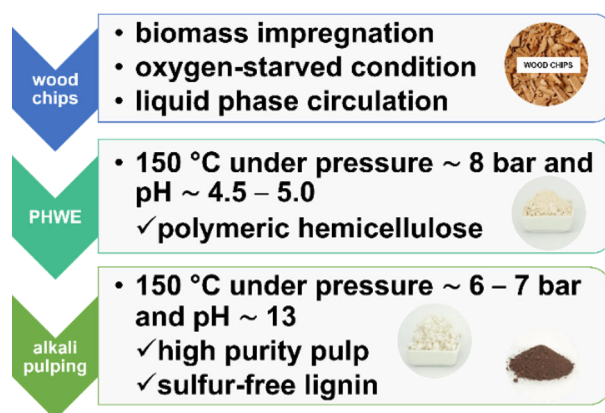 wood
chips
• biomass impregnation
• oxygen-starved condition
• liquid phase circulation
WOOD CHIPS
PHWE
• 150 °C under pressure ~ 8 bar and
pH ~ 4.5 – 5.0
✓polymeric hemicellulose
alkali
pulping
• 150 °C under pressure ~ 6 – 7 bar
and pH ~ 13
✓high purity pulp
✓sulfur-free lignin